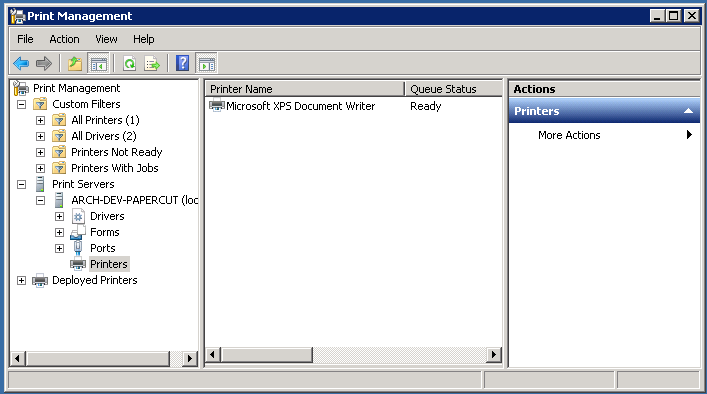 Print Management
File Action View Help
Print Management
Custom Filters
All Printers (1)
All Drivers (2)
Printers Not Ready
Printers With Jobs
Print Servers
ARCH-DEV-PAPERCUT (loc
Drivers
Forms
Ports
Printers
Deployed Printers
Printer Name Queue Status
Microsoft XPS Document Writer Ready
Actions
Printers
More Actions